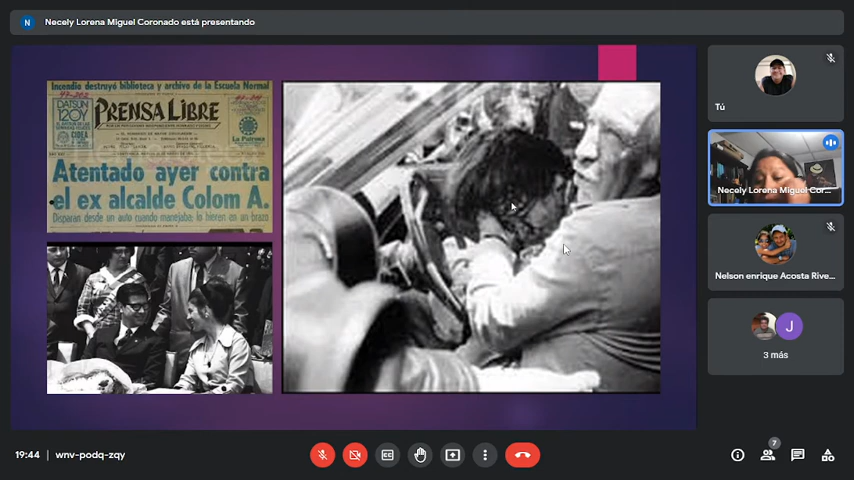 Necely Lorena Miguel Coronado está presentando
Incendio destruyó biblioteca y archivo de la Escuela Normal
DATSUN
120Y
PRENSA LIBRE
Atentado ayer contra
el ex alcalde Colom A.
Disparan desde un auto cuando manejaba; lo hieren en un brazo
Tú
Necely Lorena Miguel Cor...
Nelson enrique Acosta Rive...
J
3 más
N
19:44
wnv-podq-zqy
7